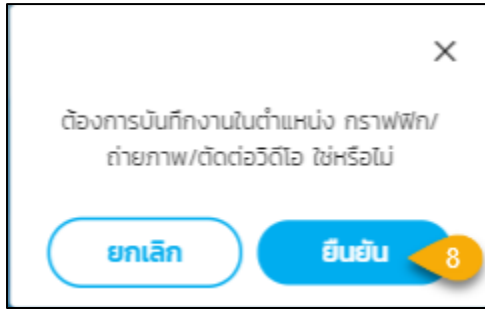 ต้องการบันทึกงานในตำแหน่ง กราฟฟิก/
ถ่ายภาพ/ตัดต่อวิดีโอ ใช่หรือไม่
ยกเลิก
ยืนยัน
8